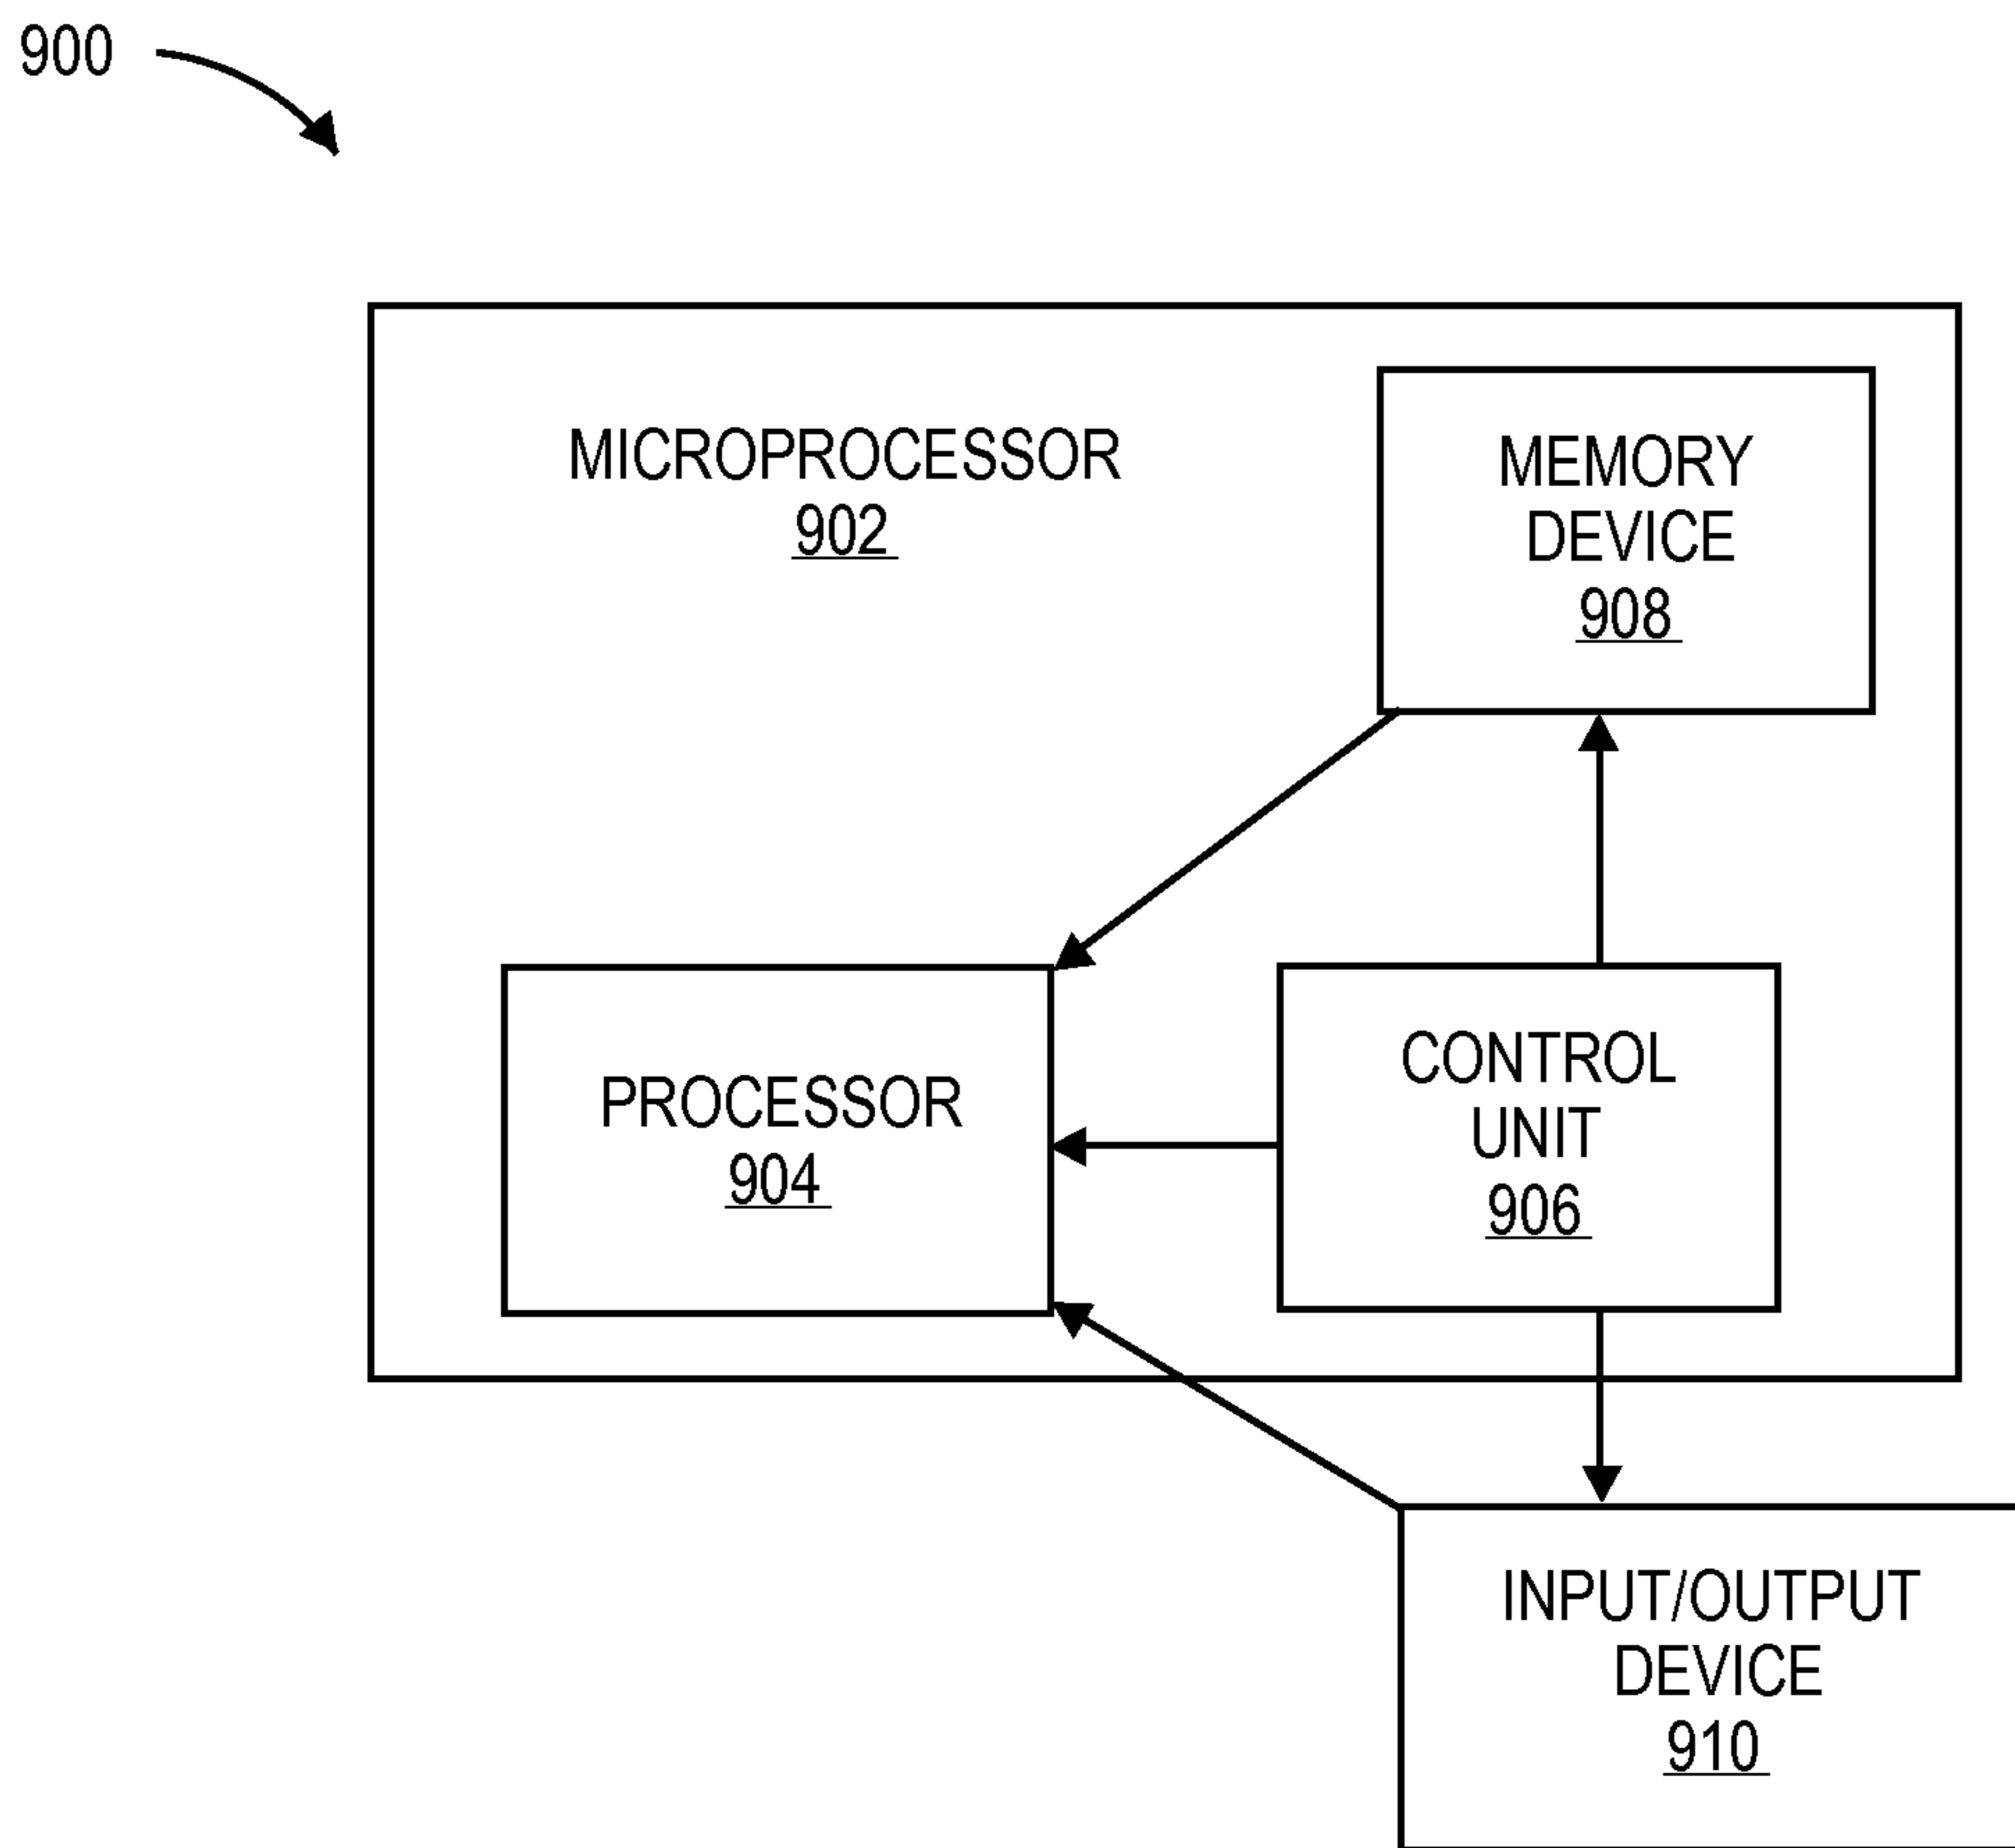 900
MICROPROCESSOR
902
MEMORY
DEVICE
908
PROCESSOR
904
CONTROL
UNIT
906
INPUT/OUTPUT
DEVICE
910